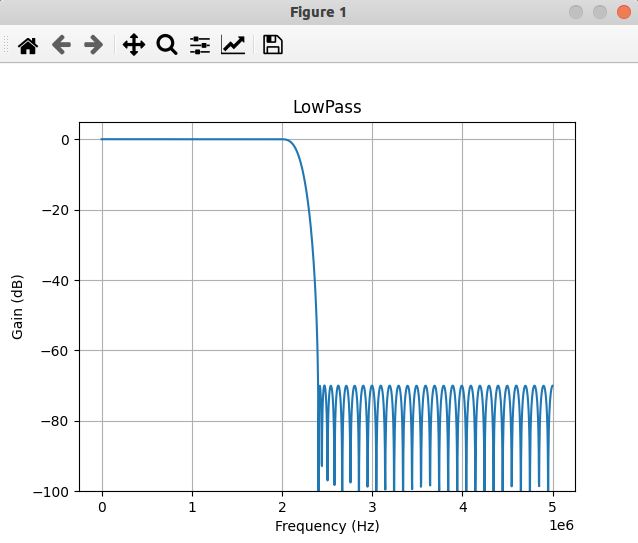 Figure 1
LowPass
0
−20
−40
−60
−80
−100
Gain (dB)
0 1 2 3 4 5
1e6
Frequency (Hz)